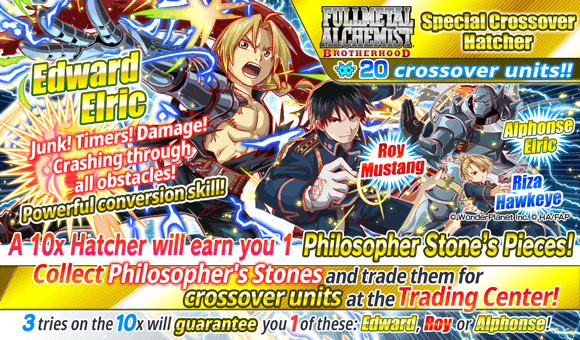 FULLMETAL
ALCHEMIST
BROTHERHOOD
Special Crossover
Hatcher
20 crossover units!!
Edward
Elric
Junk! Timers! Damage!
Crashing through
all obstacles!
Powerful conversion skill!
Roy
Mustang
Alphonse
Elric
Riza
Hawkeye
© WonderPlanet Inc. © HA/FAP
A 10x Hatcher will earn you 1 Philosopher Stone's Pieces!
Collect Philosopher's Stones and trade them for
crossover units at the Trading Center!
3 tries on the 10x will guarantee you 1 of these: Edward, Roy or Alphonse!